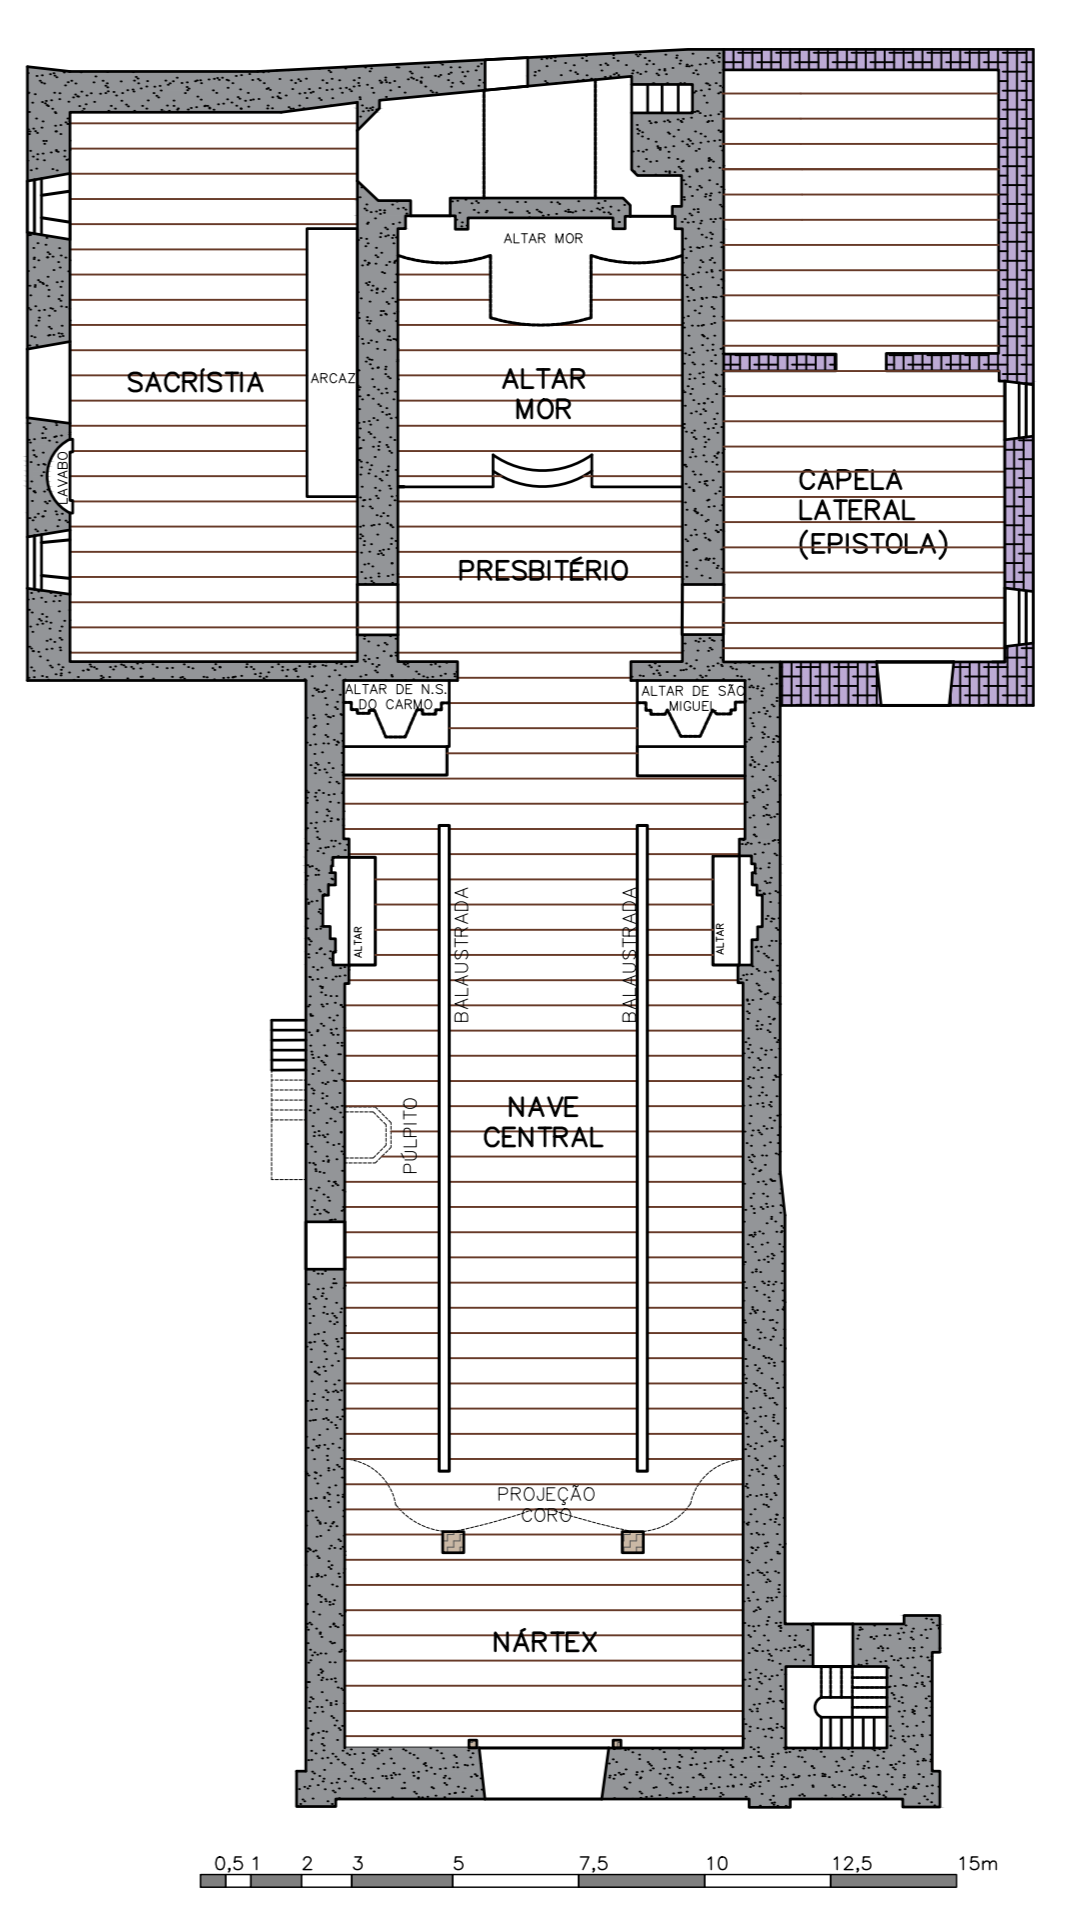 ALTAR MOR
SACRÍSTIA
ARCAZ
ALTAR
MOR
LAVABO
CAPELA
LATERAL
(EPISTOLA)
PRESBITÉRIO
ALTAR DE N.S.
DO CARMO
ALTAR DE SÃO
MIGUEL
ALTAR
BALAUSTRADA
BALAUSTRADA
ALTAR
PÚLPITO
NAVE
CENTRAL
PROJEÇÃO
CORO
NÁRTEX
0,5 1 2 3 5 7,5 10 12,5 15m